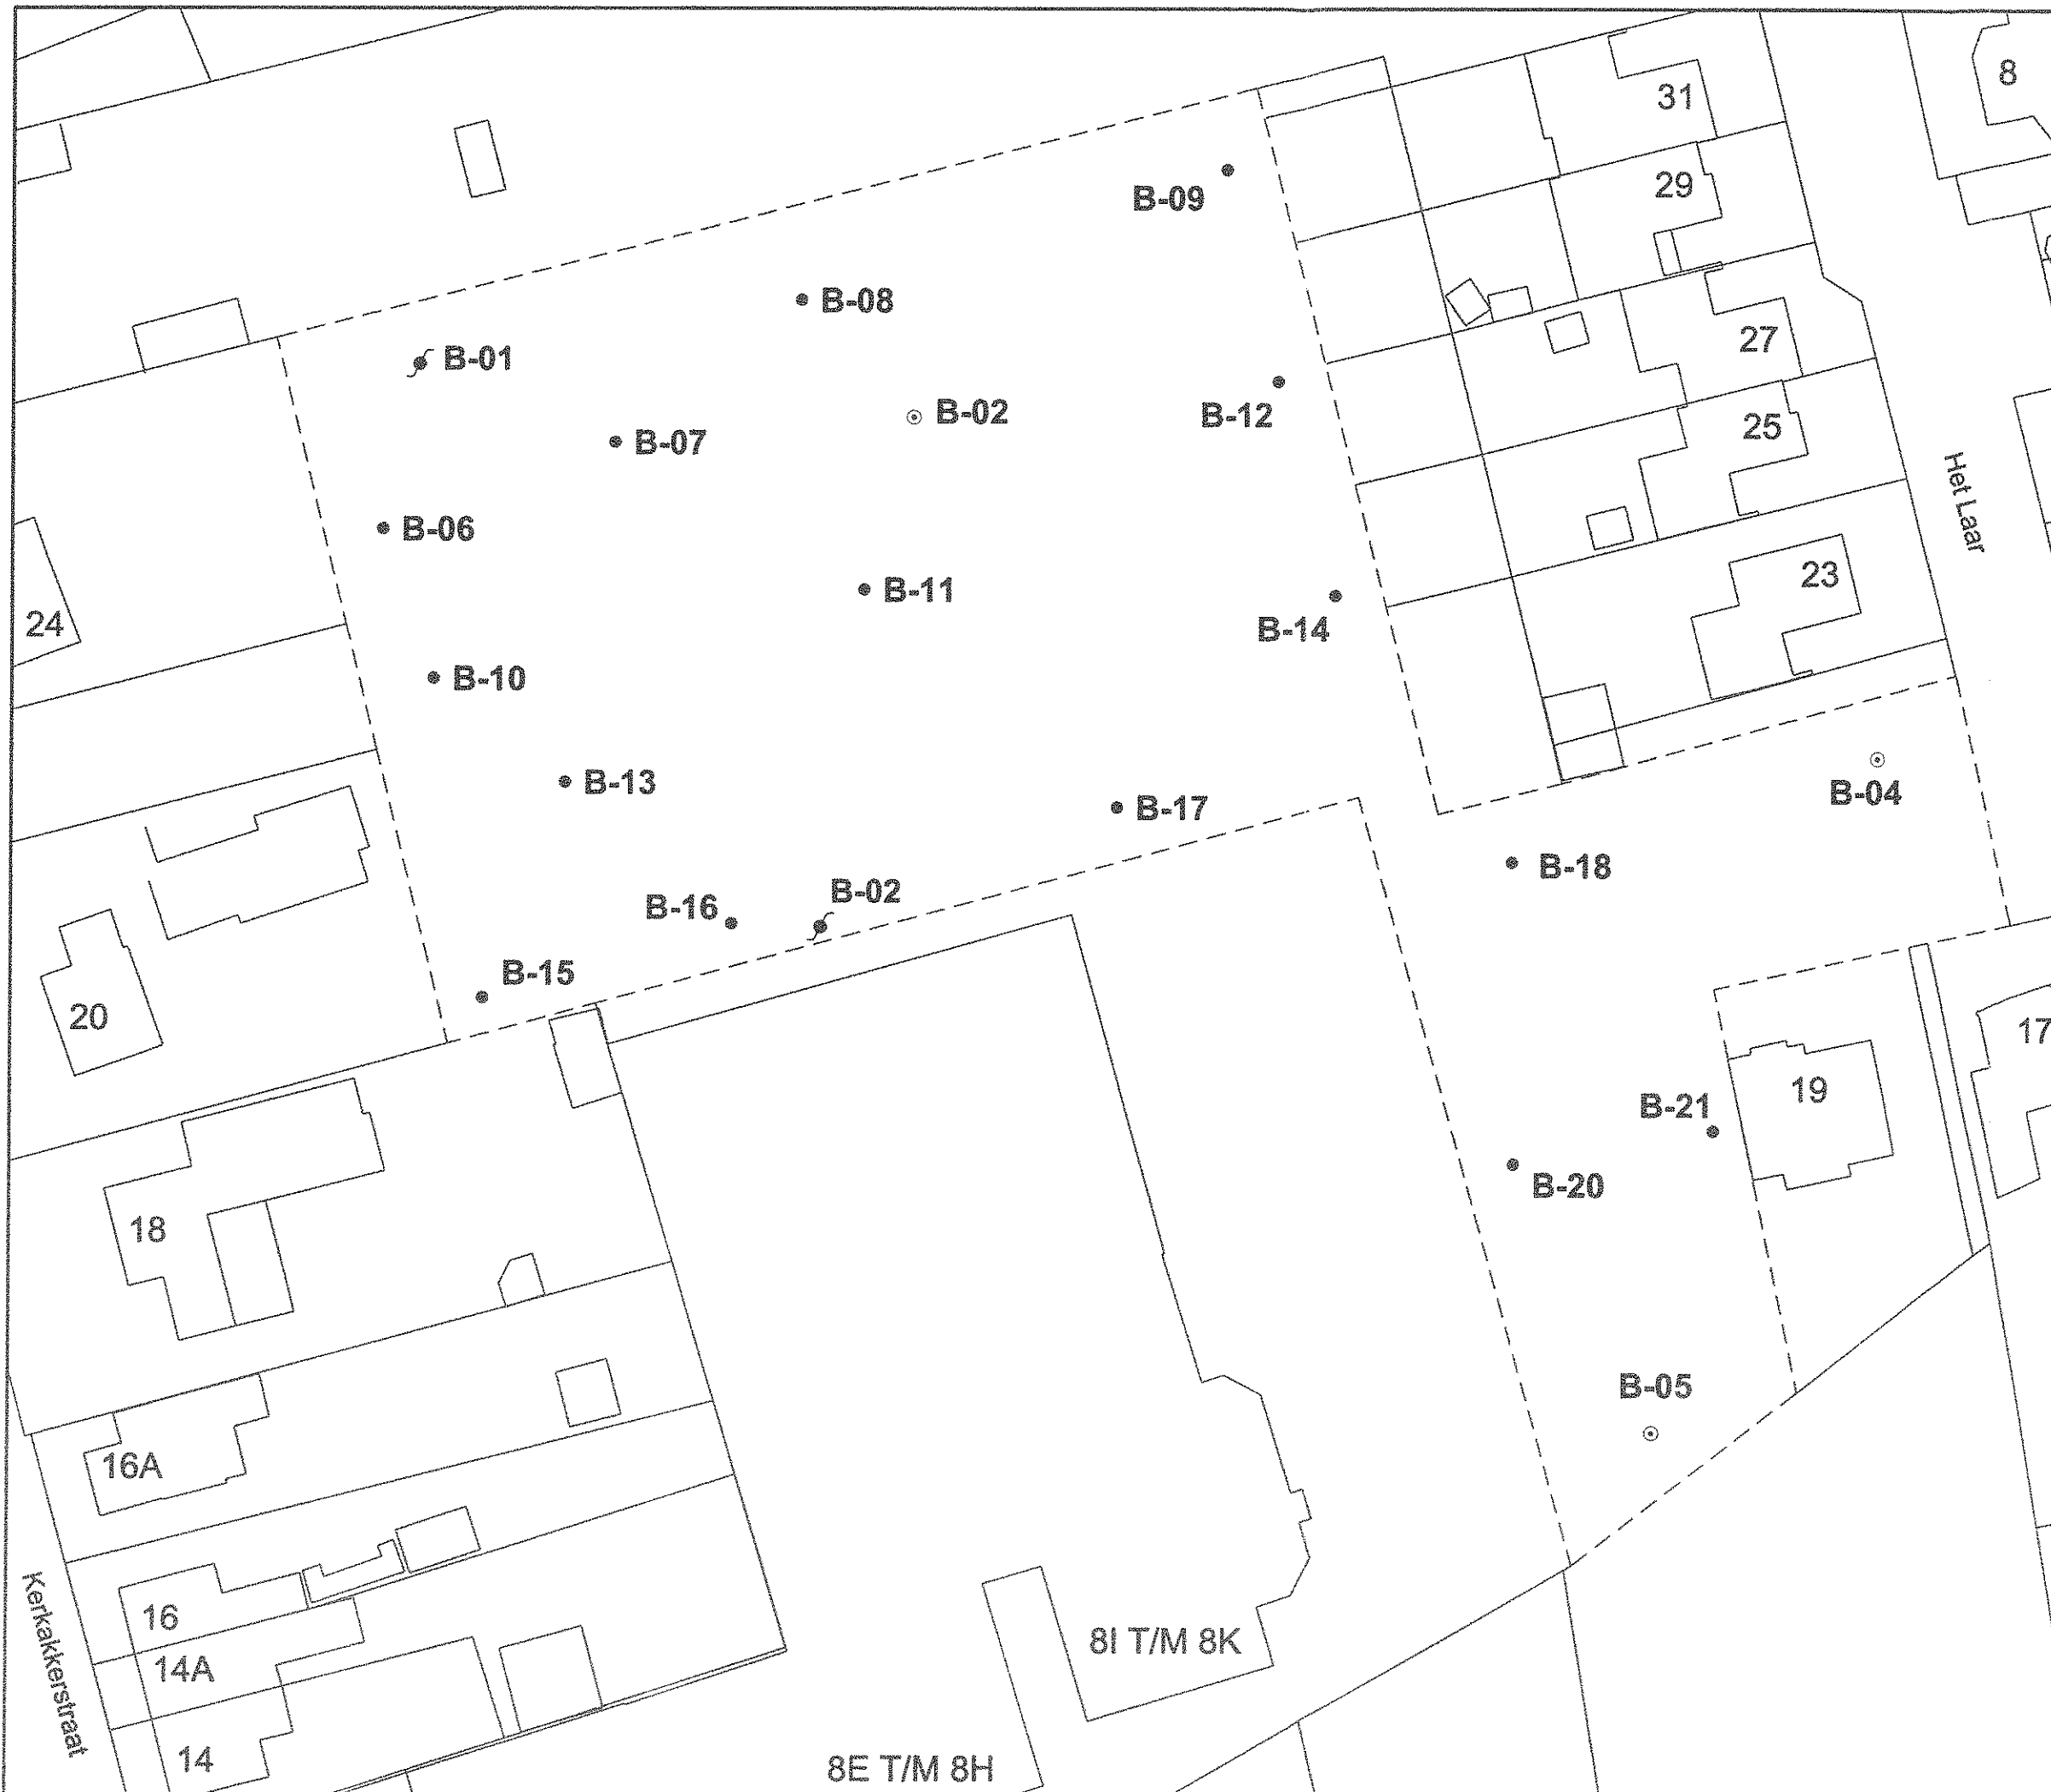 8
31
B-09
29
B-08
27
B-01
B-02
B-12
25
B-07
Het Laar
B-06
23
B-11
24
B-14
B-10
B-13
B-04
B-17
B-18
B-02
B-16
B-15
20
17
19
B-21
B-20
18
B-05
16A
Kerkakkerstraat
16
8I T/M 8K
14A
14
8E T/M 8H